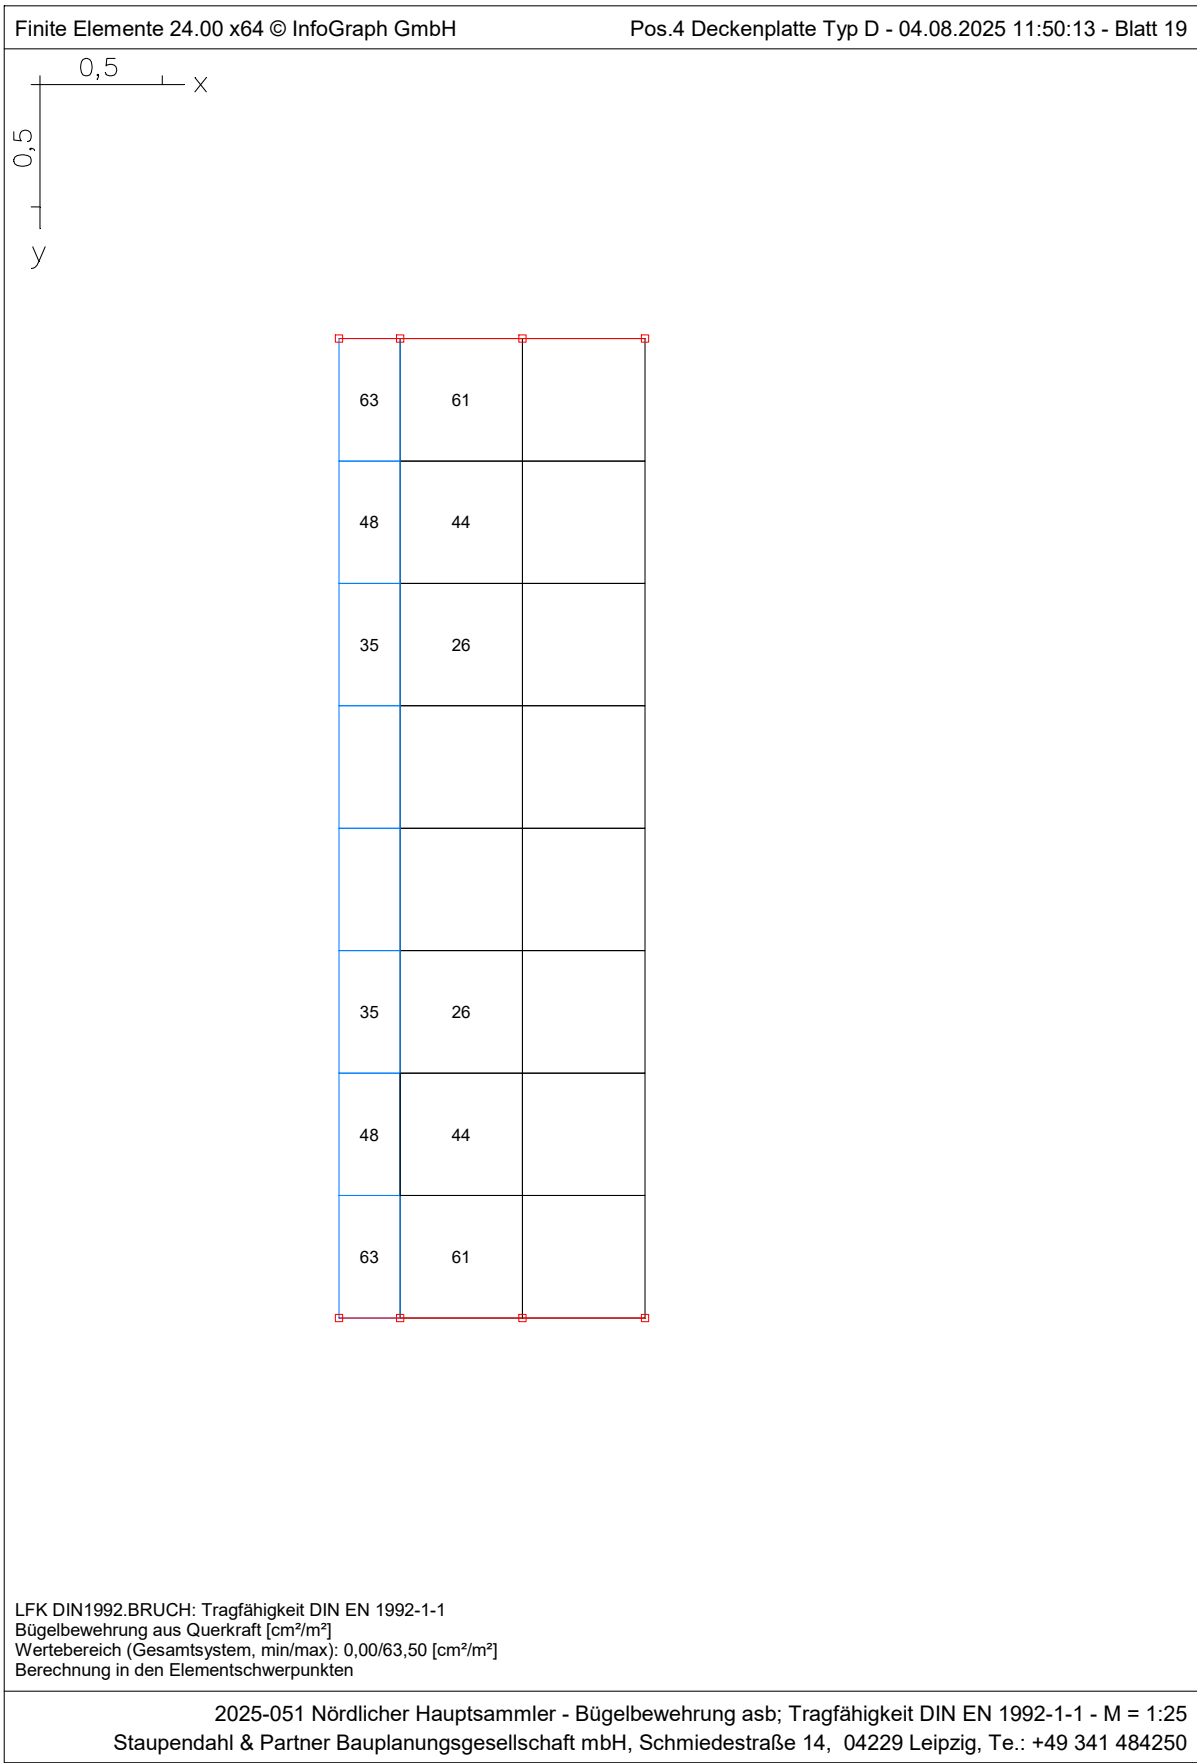 Finite Elemente 24.00 x64 © InfoGraph GmbH Pos.4 Deckenplatte Typ D - 04.08.2025 11:50:13 - Blatt 19
0,5
x
0,5
y
63 61
48 44
35 26
35 26
48 44
63 61
LFK DIN1992.BRUCH: Tragfähigkeit DIN EN 1992-1-1
Bügelbewehrung aus Querkraft [cm²/m²]
Wertebereich (Gesamtsystem, min/max): 0,00/63,50 [cm²/m²]
Berechnung in den Elementschwerpunkten
2025-051 Nördlicher Hauptsammler - Bügelbewehrung asb; Tragfähigkeit DIN EN 1992-1-1 - M = 1:25
Staupendahl & Partner Bauplanungsgesellschaft mbH, Schmiedestraße 14, 04229 Leipzig, Te.: +49 341 484250